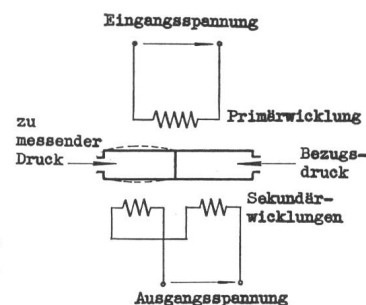 Eingangsspannung
Primärwicklung
zu
messender
Druck
Bezugs-
druck
Sekundär-
wicklungen
Ausgangsspannung